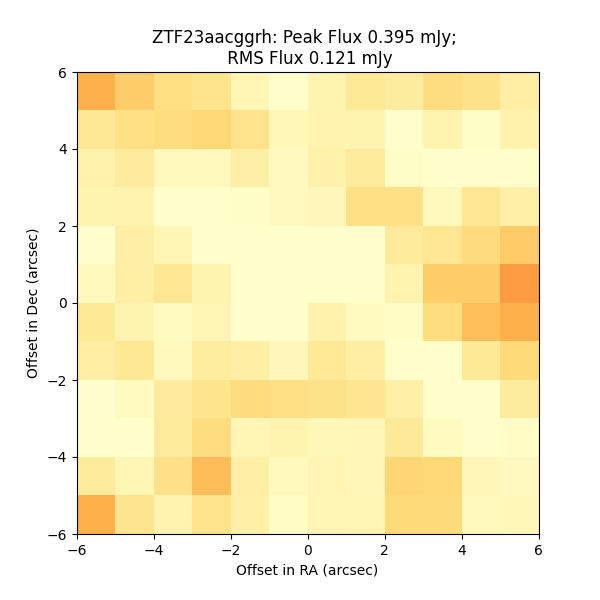 ZTF23aacggrh: Peak Flux 0.395 mJy;
RMS Flux 0.121 mJy
6
4
2
0
−2
−4
−6
Offset in Dec (arcsec)
−6 −4 −2 0 2 4 6
Offset in RA (arcsec)